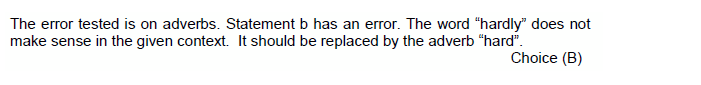 The error tested is on adverbs. Statement b has an error. The word “hardly” does not
make sense in the given context. It should be replaced by the adverb “hard”.
Choice (B)